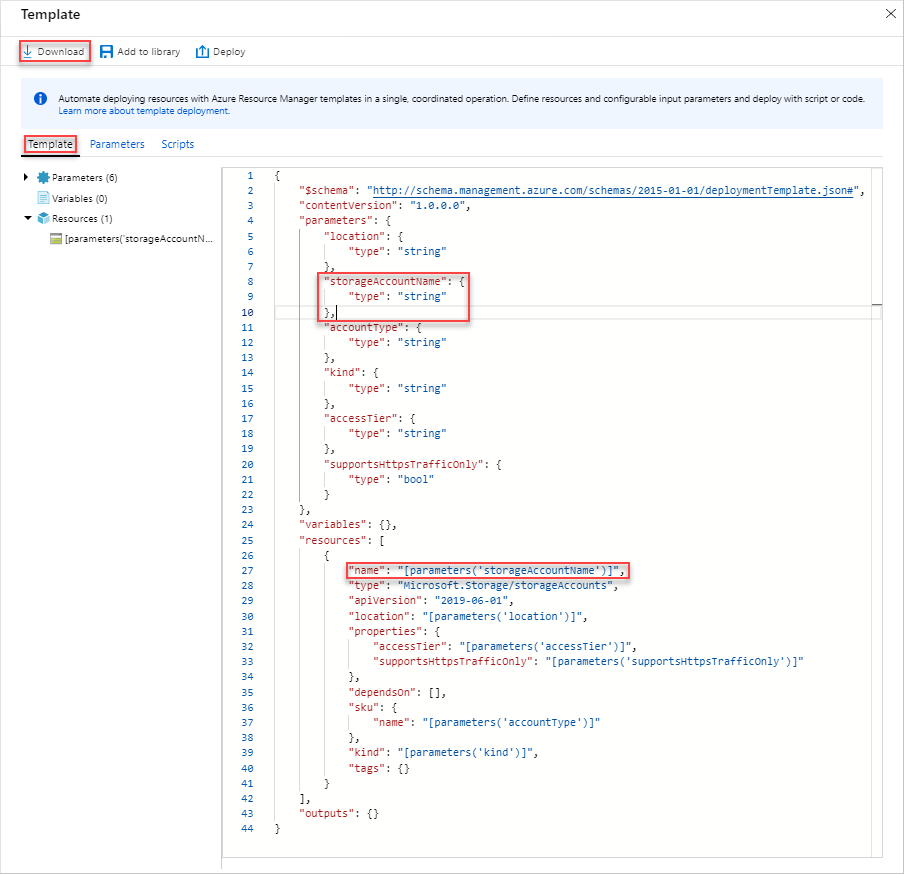 Template
Download Add to library Deploy
Automate deploying resources with Azure Resource Manager templates in a single, coordinated operation. Define resources and configurable input parameters and deploy with script or code.
Learn more about template deployment.
Template Parameters Scripts
Parameters (6)
Variables (0)
Resources (1)
[parameters('storageAccountN...
1 {
2 "$schema": "http://schema.management.azure.com/schemas/2015-01-01/deploymentTemplate.json#",
3 "contentVersion": "1.0.0.0",
4 "parameters": {
5 "location": {
6 "type": "string"
7 },
8 "storageAccountName": {
9 "type": "string"
10 },
11 "accountType": {
12 "type": "string"
13 },
14 "kind": {
15 "type": "string"
16 },
17 "accessTier": {
18 "type": "string"
19 },
20 "supportsHttpsTrafficOnly": {
21 "type": "bool"
22 }
23 },
24 "variables": {},
25 "resources": [
26 {
27 "name": "[parameters('storageAccountName')]",
28 "type": "Microsoft.Storage/storageAccounts",
29 "apiVersion": "2019-06-01",
30 "location": "[parameters('location')]",
31 "properties": {
32 "accessTier": "[parameters('accessTier')]",
33 "supportsHttpsTrafficOnly": "[parameters('supportsHttpsTrafficOnly')]"
34 },
35 "dependsOn": [],
36 "sku": {
37 "name": "[parameters('accountType')]"
38 },
39 "kind": "[parameters('kind')]",
40 "tags": {}
41 }
42 ],
43 "outputs": {}
44 }